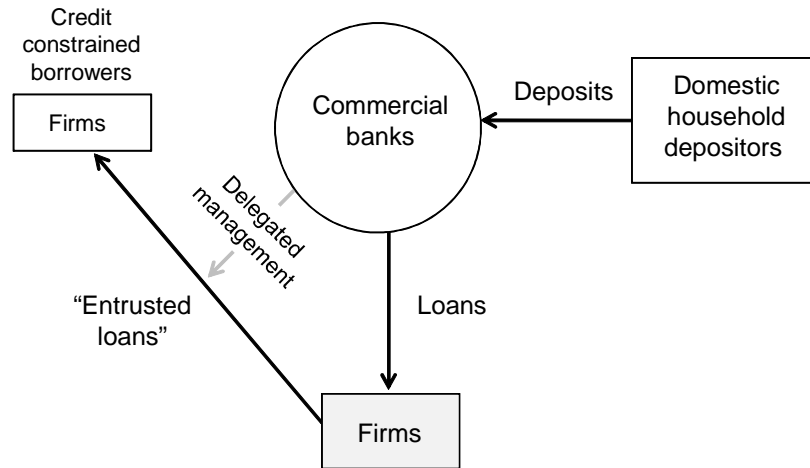 Credit
constrained
borrowers
Firms
Commercial
banks
Deposits
Domestic
household
depositors
Delegated
management
“Entrusted
loans”
Loans
Firms